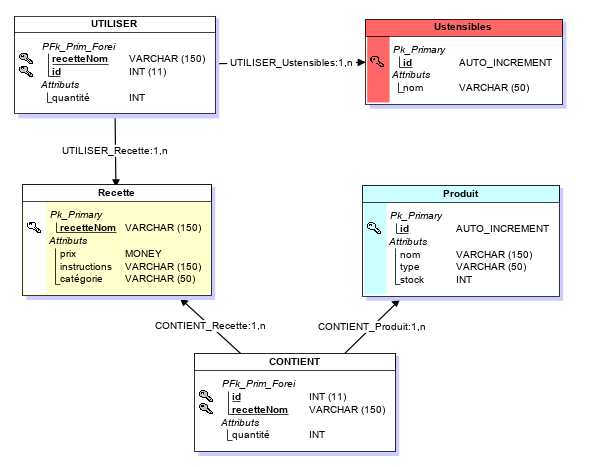 UTILISER
PFk_Prim_Forei
recetteNom VARCHAR (150)
id INT (11)
Attributs
quantité INT
UTILISER_Ustensibles:1,n
Ustensibles
Pk_Primary
id AUTO_INCREMENT
Attributs
nom VARCHAR (50)
UTILISER_Recette:1,n
Recette
Pk_Primary
recetteNom VARCHAR (150)
Attributs
prix MONEY
instructions VARCHAR (150)
catégorie VARCHAR (50)
Produit
Pk_Primary
id AUTO_INCREMENT
Attributs
nom VARCHAR (150)
type VARCHAR (50)
stock INT
CONTIENT_Recette:1,n
CONTIENT_Produit:1,n
CONTIENT
PFk_Prim_Forei
id INT (11)
recetteNom VARCHAR (150)
Attributs
quantité INT